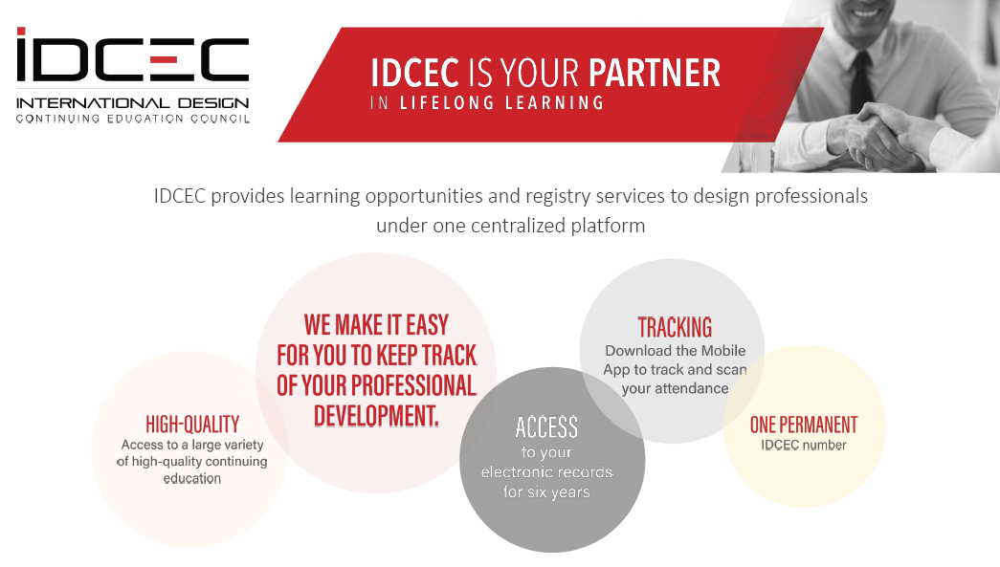 iDCEC
INTERNATIONAL DESIGN
CONTINUING EDUCATION COUNCIL
IDCEC IS YOUR PARTNER
IN LIFELONG LEARNING
IDCEC provides learning opportunities and registry services to design professionals
under one centralized platform
WE MAKE IT EASY
FOR YOU TO KEEP TRACK
OF YOUR PROFESSIONAL
DEVELOPMENT.
HIGH-QUALITY
Access to a large variety
of high-quality continuing
education
ACCESS
to your
electronic records
for six years
TRACKING
Download the Mobile
App to track and scan
your attendance
ONE PERMANENT
IDCEC number